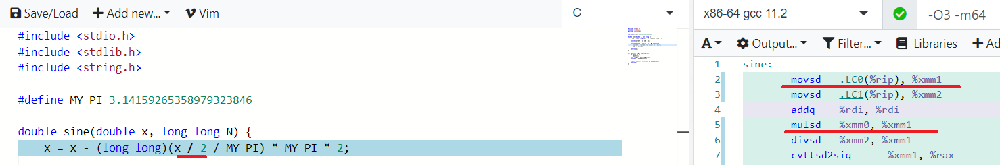 Save/Load + Add new... Vim C
#include <stdio.h>
#include <stdlib.h>
#include <string.h>
#define MY_PI 3.14159265358979323846
double sine(double x, long long N) {
x = x - (long long)(x / 2 / MY_PI) * MY_PI * 2;
x86-64 gcc 11.2 -O3 -m64
A Output... Filter... Libraries + Ad
1 sine:
2 movsd .LC0(%rip), %xmm1
3 movsd .LC1(%rip), %xmm2
4 addq %rdi, %rdi
5 mulsd %xmm0, %xmm1
6 divsd %xmm2, %xmm1
7 cvttsd2siq %xmm1, %rax